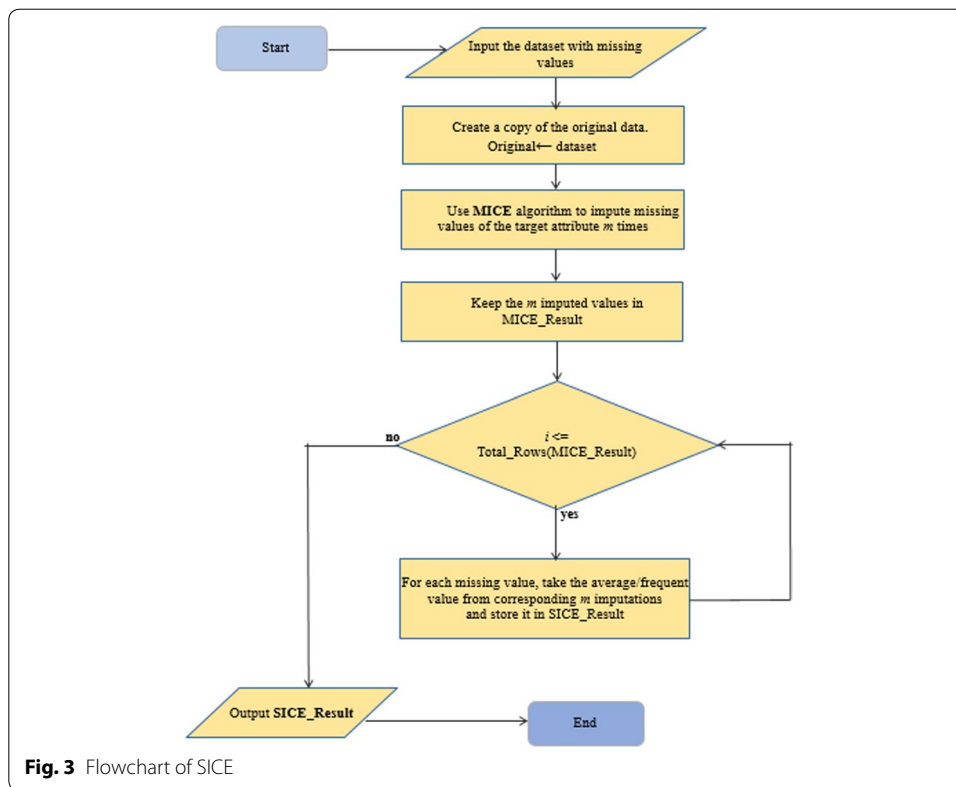 Start
Input the dataset with missing
values
Create a copy of the original data.
Original← dataset
Use MICE algorithm to impute missing
values of the target attribute m times
Keep the m imputed values in
MICE_Result
i <=
Total_Rows(MICE_Result)
no
yes
For each missing value, take the average/frequent
value from corresponding m imputations
and store it in SICE_Result
Output SICE_Result
End
Fig. 3 Flowchart of SICE